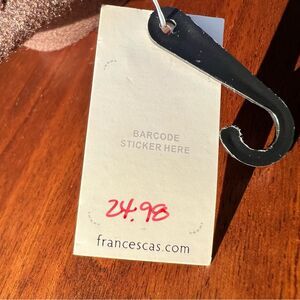 BARCODE
STICKER HERE
24.98
francescas.com